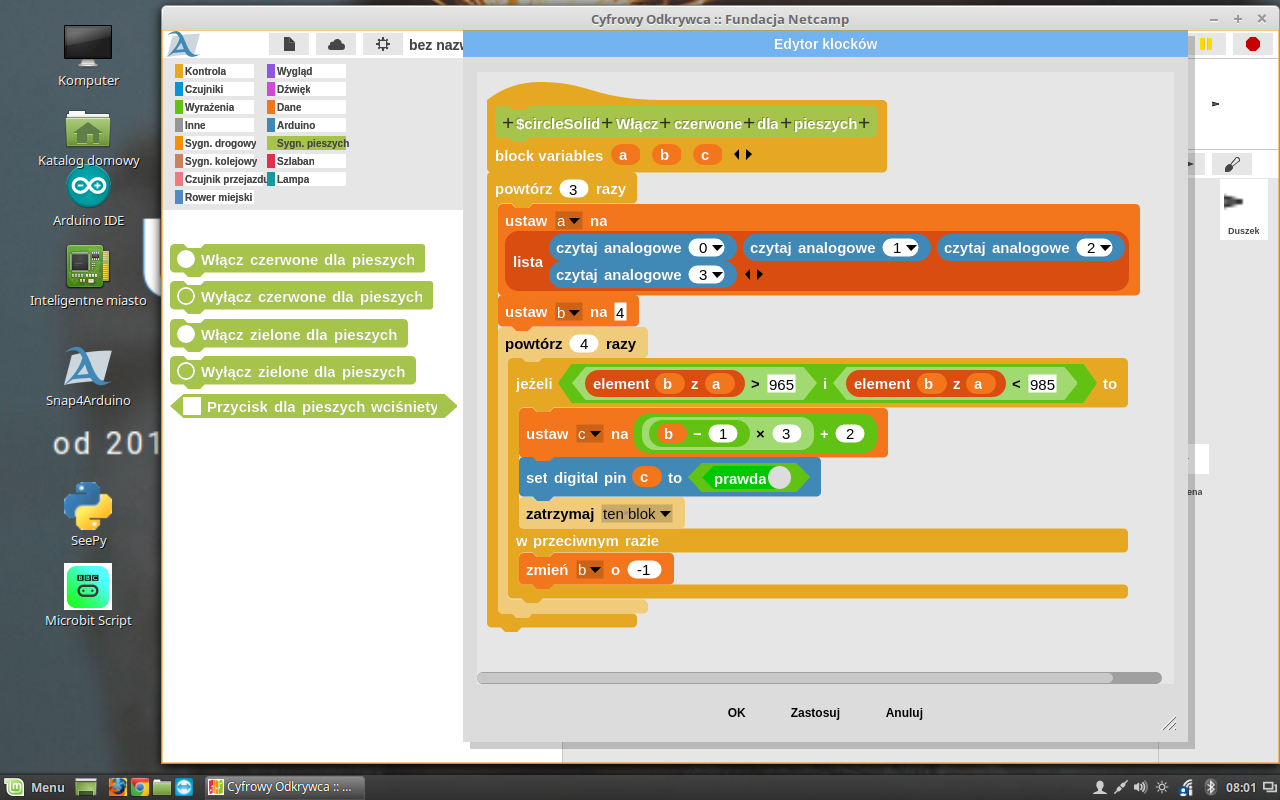 Cyfrowy Odkrywca :: Fundacja Netcamp
Komputer
Katalog domowy
Arduino IDE
Inteligentne miasto
Snap4Arduino
od 201
SeePy
Microbit Script
bez nazw
Edytor klocków
Kontrola
Wygląd
Czujniki
Dźwięk
Wyrażenia
Dane
Inne
Arduino
Sygn. drogowy
Sygn. pieszych
Sygn. kolejowy
Szlaban
Czujnik przejazdu
Lampa
Rower miejski
Włącz czerwone dla pieszych
Wyłącz czerwone dla pieszych
Włącz zielone dla pieszych
Wyłącz zielone dla pieszych
Przycisk dla pieszych wciśniety
+ $circleSolid + Włącz + czerwone + dla + pieszych +
block variables a b c
powtórz 3 razy
ustaw a na
lista czytaj analogowe 0 czytaj analogowe 1 czytaj analogowe 2
czytaj analogowe 3
ustaw b na 4
powtórz 4 razy
jeżeli element b z a > 965 i element b z a < 985 to
ustaw c na b − 1 × 3 + 2
set digital pin c to prawda
zatrzymaj ten blok
w przeciwnym razie
zmień b o -1
OK Zastosuj Anuluj
Duszek
ena
Menu
Cyfrowy Odkrywca :: ...
08:01